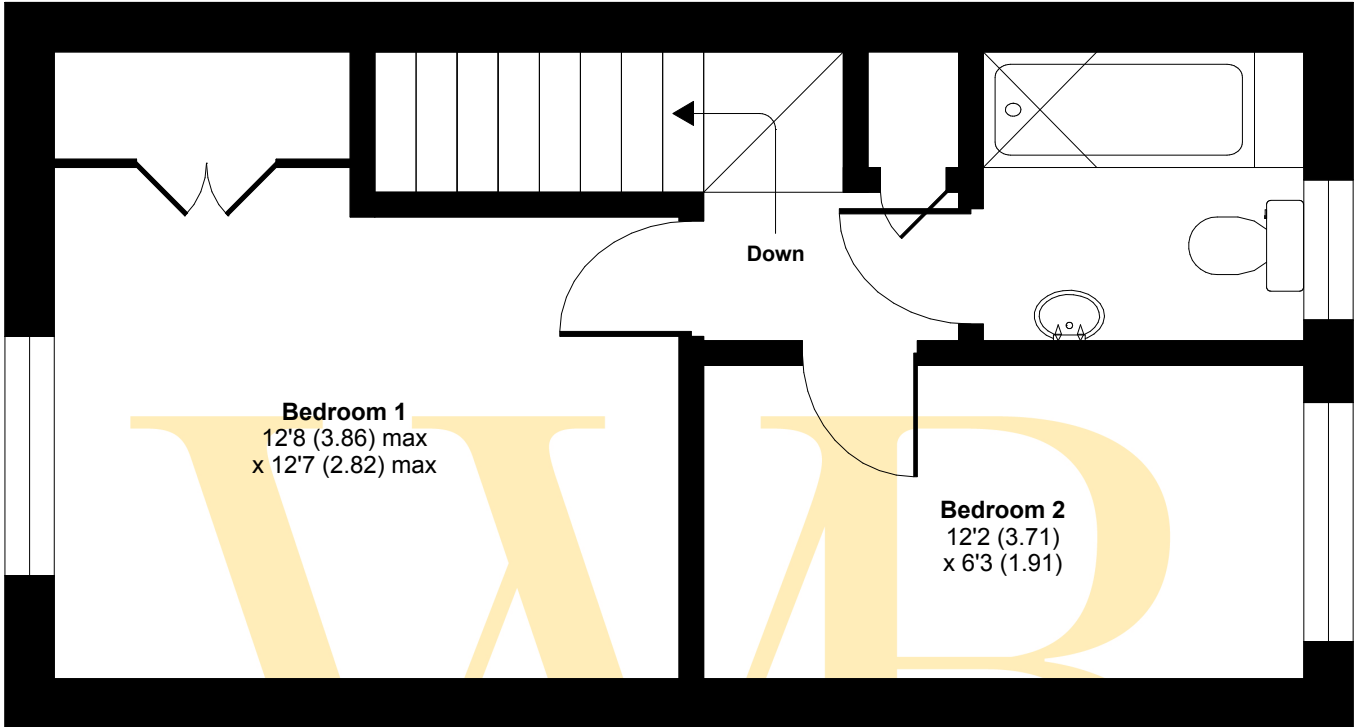 Down
Bedroom 1
12'8 (3.86) max
x 12'7 (2.82) max
Bedroom 2
12'2 (3.71)
x 6'3 (1.91)
WR